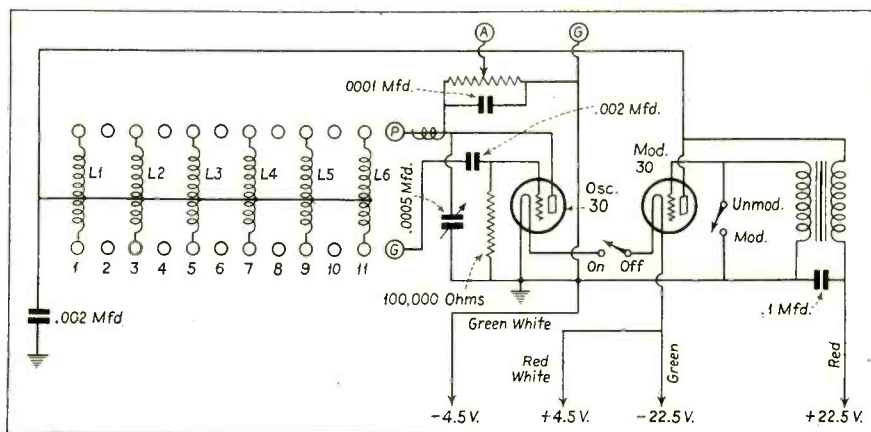 A
G
.0001 Mfd.
.002 Mfd.
P
L1
L2
L3
L4
L5
L6
.0005 Mfd.
Osc.
30
Mod.
30
Unmod.
Mod.
G
1
2
3
4
5
6
7
8
9
10
11
On
Off
100,000 Ohms
.002 Mfd
.1 Mfd.
Green White
Red
White
Green
Red
-4.5 V.
+4.5 V.
-22.5 V.
+22.5 V.